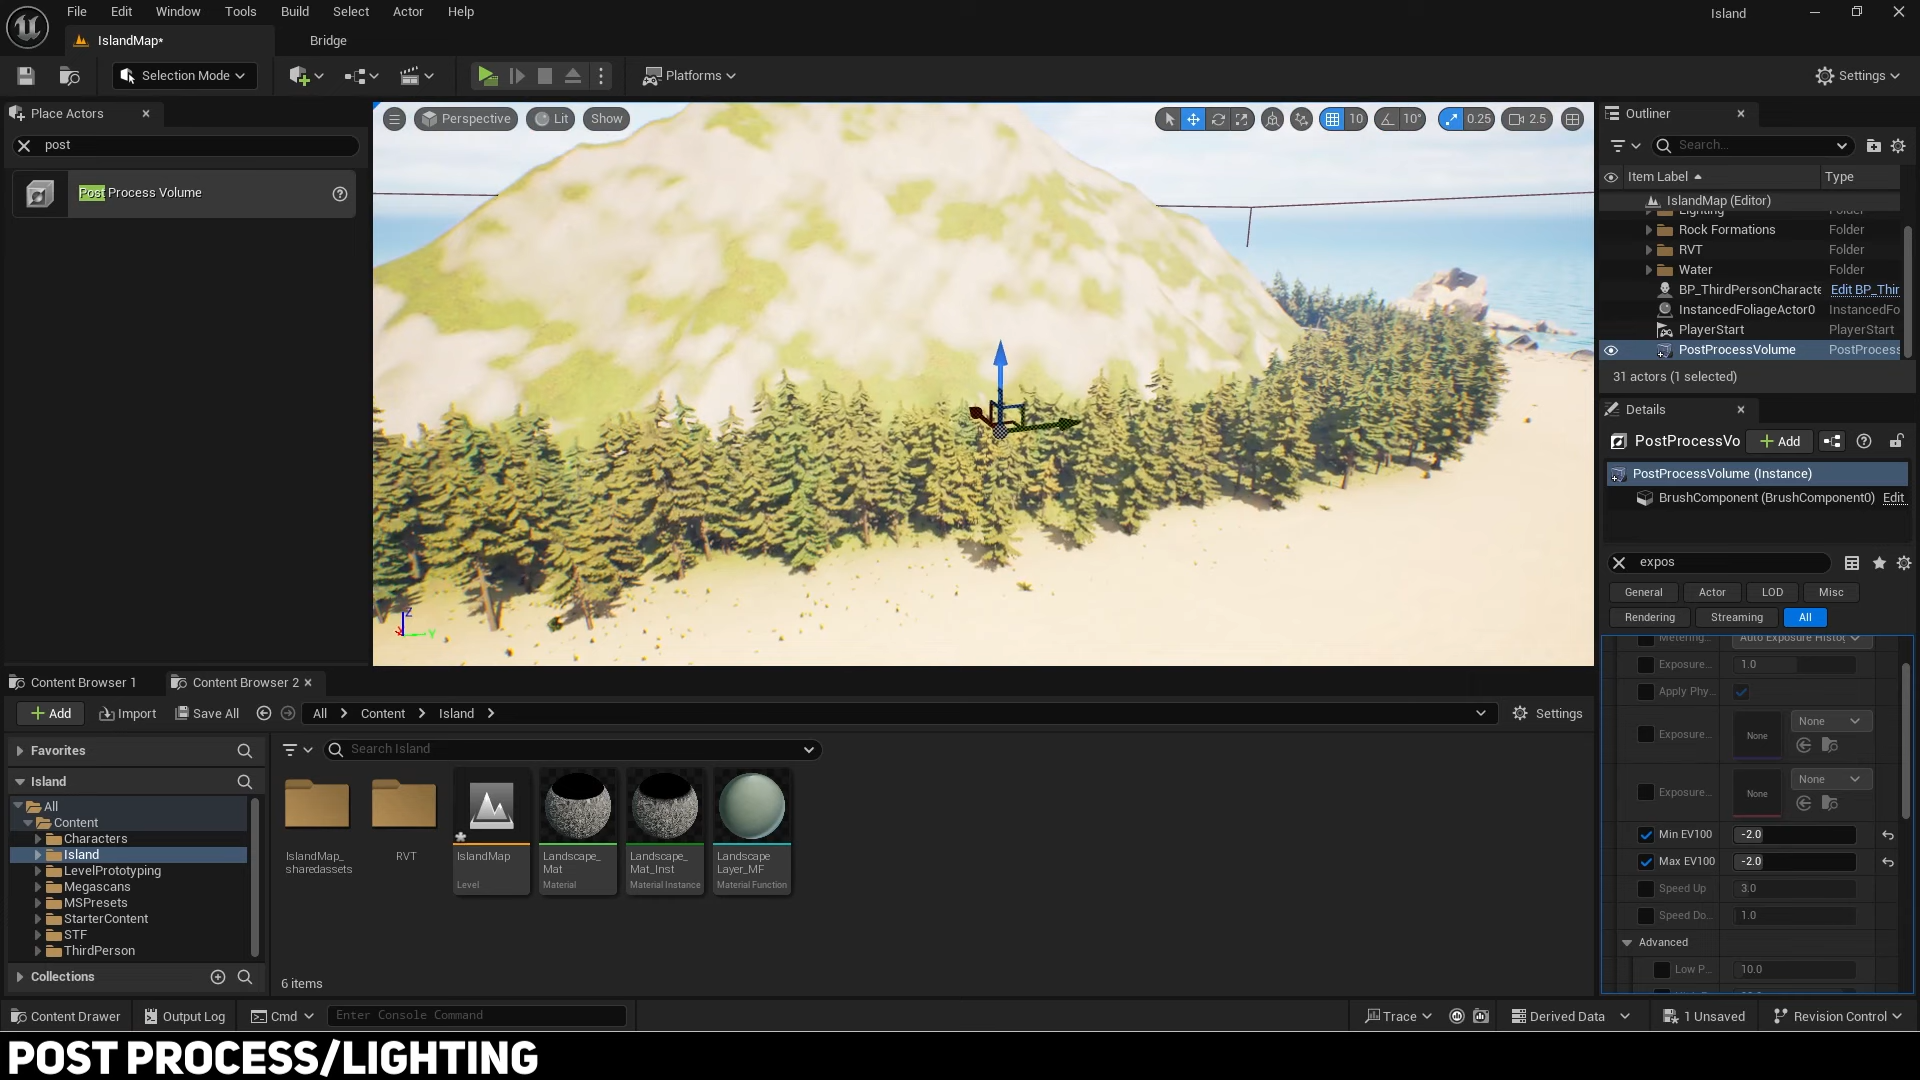 File Edit Window Tools Build Select Actor Help
Island
IslandMap*
Bridge
Selection Mode
Platforms
Settings
Place Actors
post
Post Process Volume
Perspective
Lit
Show
10
10°
0.25
2.5
Z
Y
X
Outliner
Search...
Item Label
Type
IslandMap (Editor)
Lighting
Rock Formations Folder
RVT Folder
Water Folder
BP_ThirdPersonCharacte Edit BP_Thir
InstancedFoliageActor0 InstancedFo
PlayerStart PlayerStart
PostProcessVolume PostProcess
31 actors (1 selected)
Details
PostProcessVo
Add
PostProcessVolume (Instance)
BrushComponent (BrushComponent0) Edit
expos
General Actor LOD Misc
Rendering Streaming All
Metering... Auto Exposure Histog
Exposure... 1.0
Apply Phy...
Exposure... None None
Exposure... None None
Min EV100 -2.0
Max EV100 -2.0
Speed Up 3.0
Speed Do... 1.0
Advanced
Low P... 10.0
Content Browser 1
Content Browser 2
Add Import Save All
All > Content > Island >
Settings
Favorites
Island
All
Content
Characters
Island
LevelPrototyping
Megascans
MSPresets
StarterContent
STF
ThirdPerson
Collections
Search Island
IslandMap_
sharedassets
RVT
IslandMap
Level
Landscape_
Mat
Material
Landscape_
Mat_Inst
Material Instance
Landscape
Layer_MF
Material Function
6 items
Content Drawer Output Log Cmd Enter Console Command
Trace Derived Data 1 Unsaved Revision Control
POST PROCESS/LIGHTING